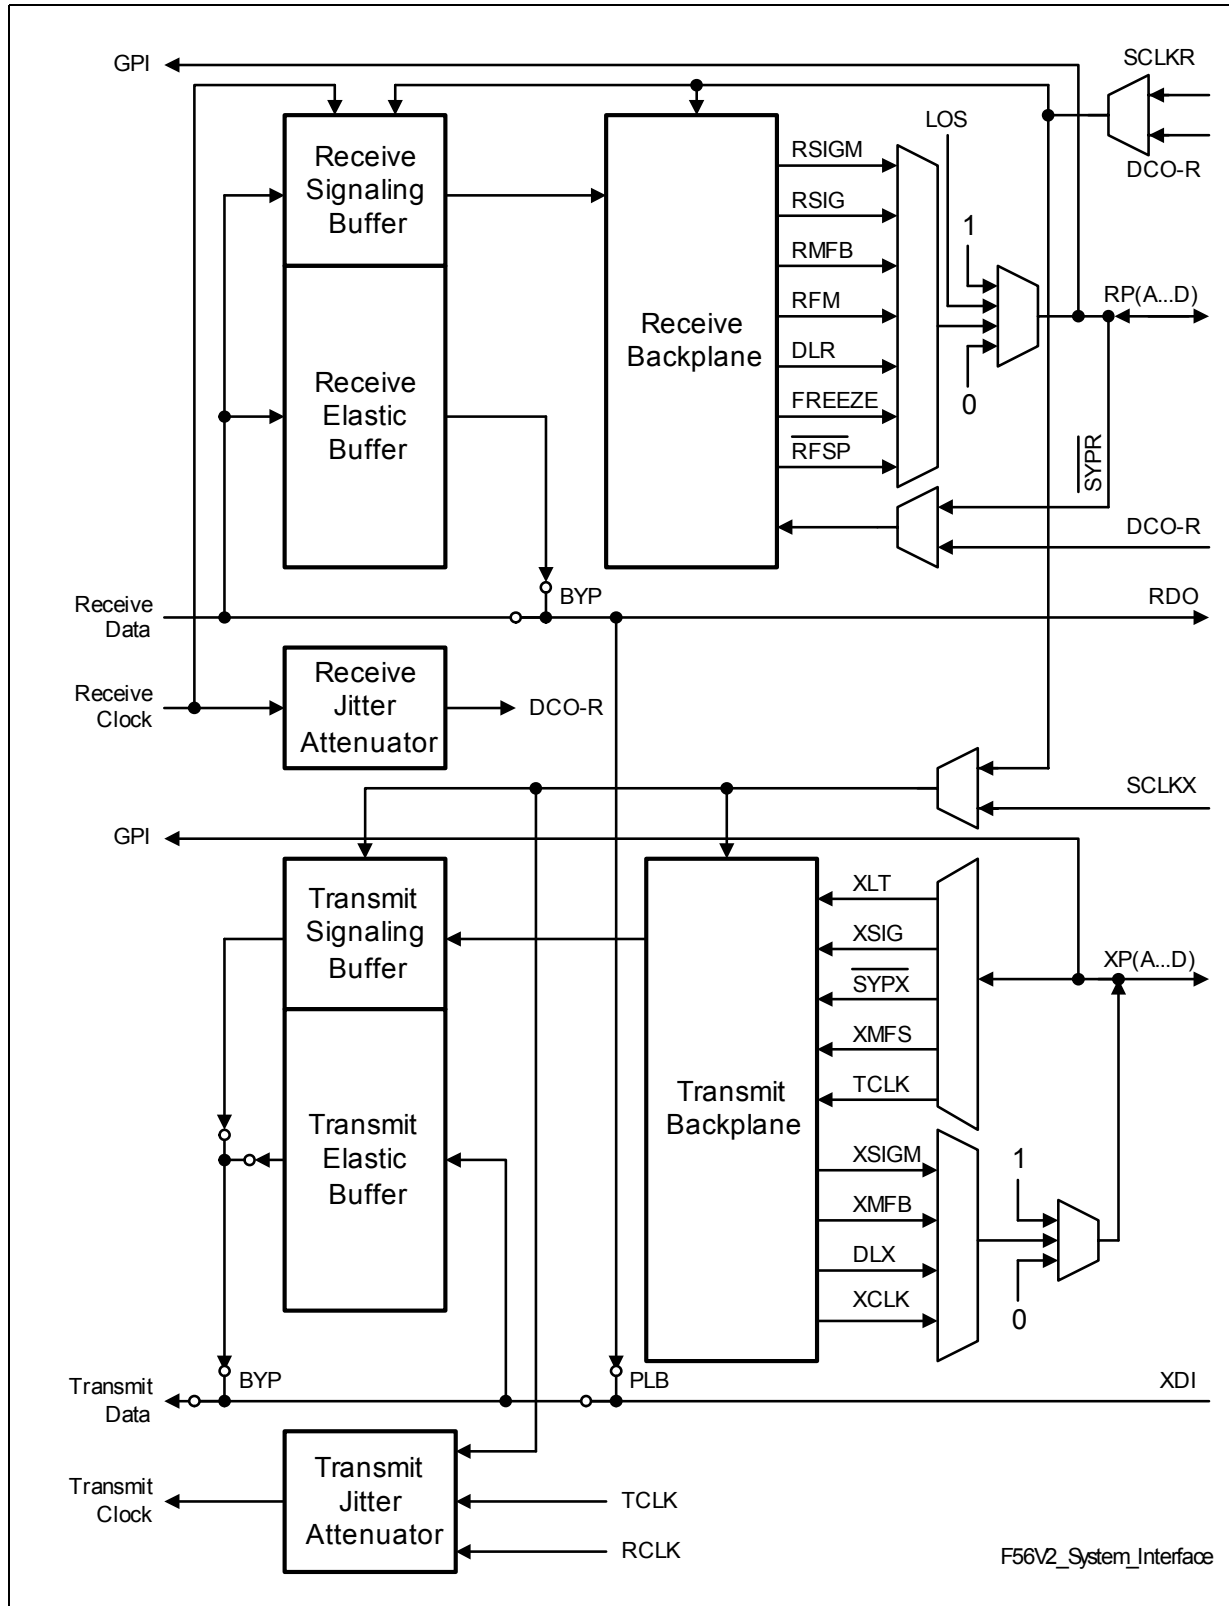 GPI
SCLKR
LOS
DCO-R
Receive
Signaling
Buffer
RSIGM
RSIG
RMFB
RFM
DLR
FREEZE
RFSP
1
0
RP(A...D)
Receive
Backplane
Receive
Elastic
Buffer
SYPR
DCO-R
BYP
RDO
Receive
Data
Receive
Clock
Receive
Jitter
Attenuator
DCO-R
SCLKX
GPI
Transmit
Signaling
Buffer
XLT
XSIG
SYPX
XMFS
TCLK
XP(A...D)
Transmit
Backplane
Transmit
Elastic
Buffer
XSIGM
XMFB
DLX
XCLK
1
0
BYP
PLB
XDI
Transmit
Data
Transmit
Clock
Transmit
Jitter
Attenuator
TCLK
RCLK
F56V2_System_Interface